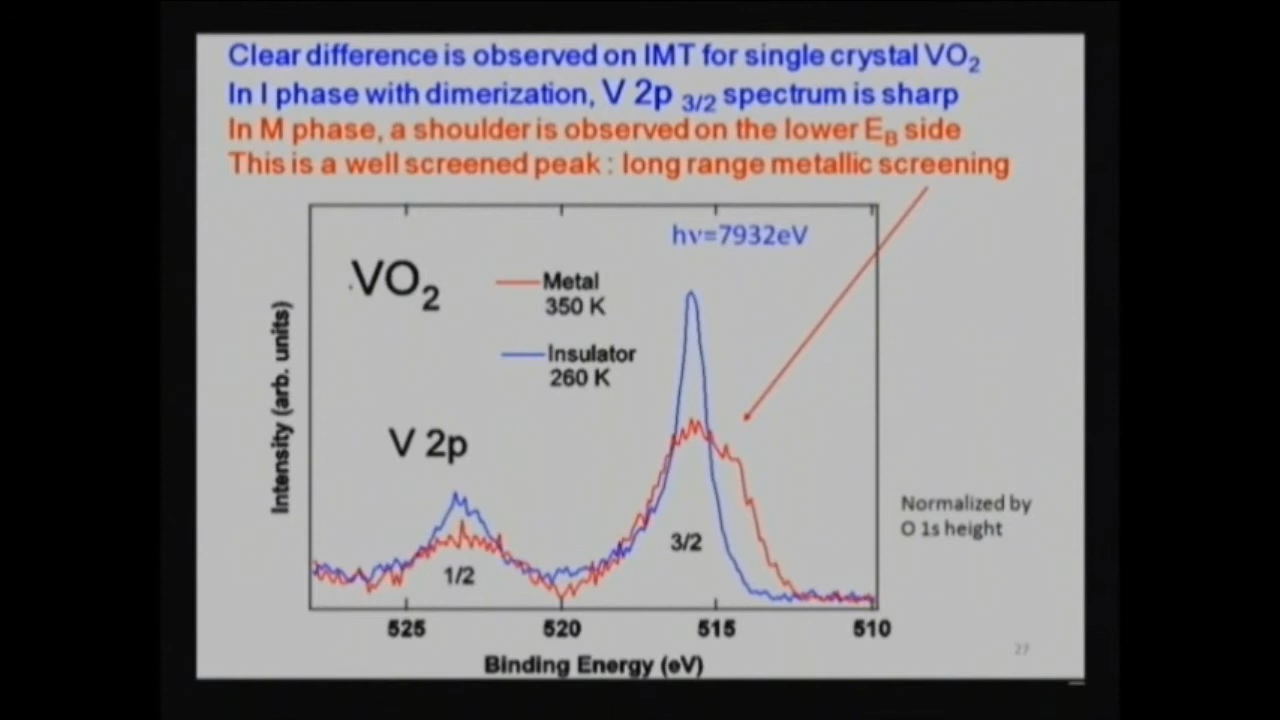 Clear difference is observed on IMT for single crystal VO₂
In I phase with dimerization, V 2p ₃/₂ spectrum is sharp
In M phase, a shoulder is observed on the lower E_B side
This is a well screened peak : long range metallic screening
hν=7932eV
VO₂
Metal
350 K
Insulator
260 K
V 2p
Intensity (arb. units)
Normalized by
O 1s height
3/2
1/2
525 520 515 510
Binding Energy (eV)
27